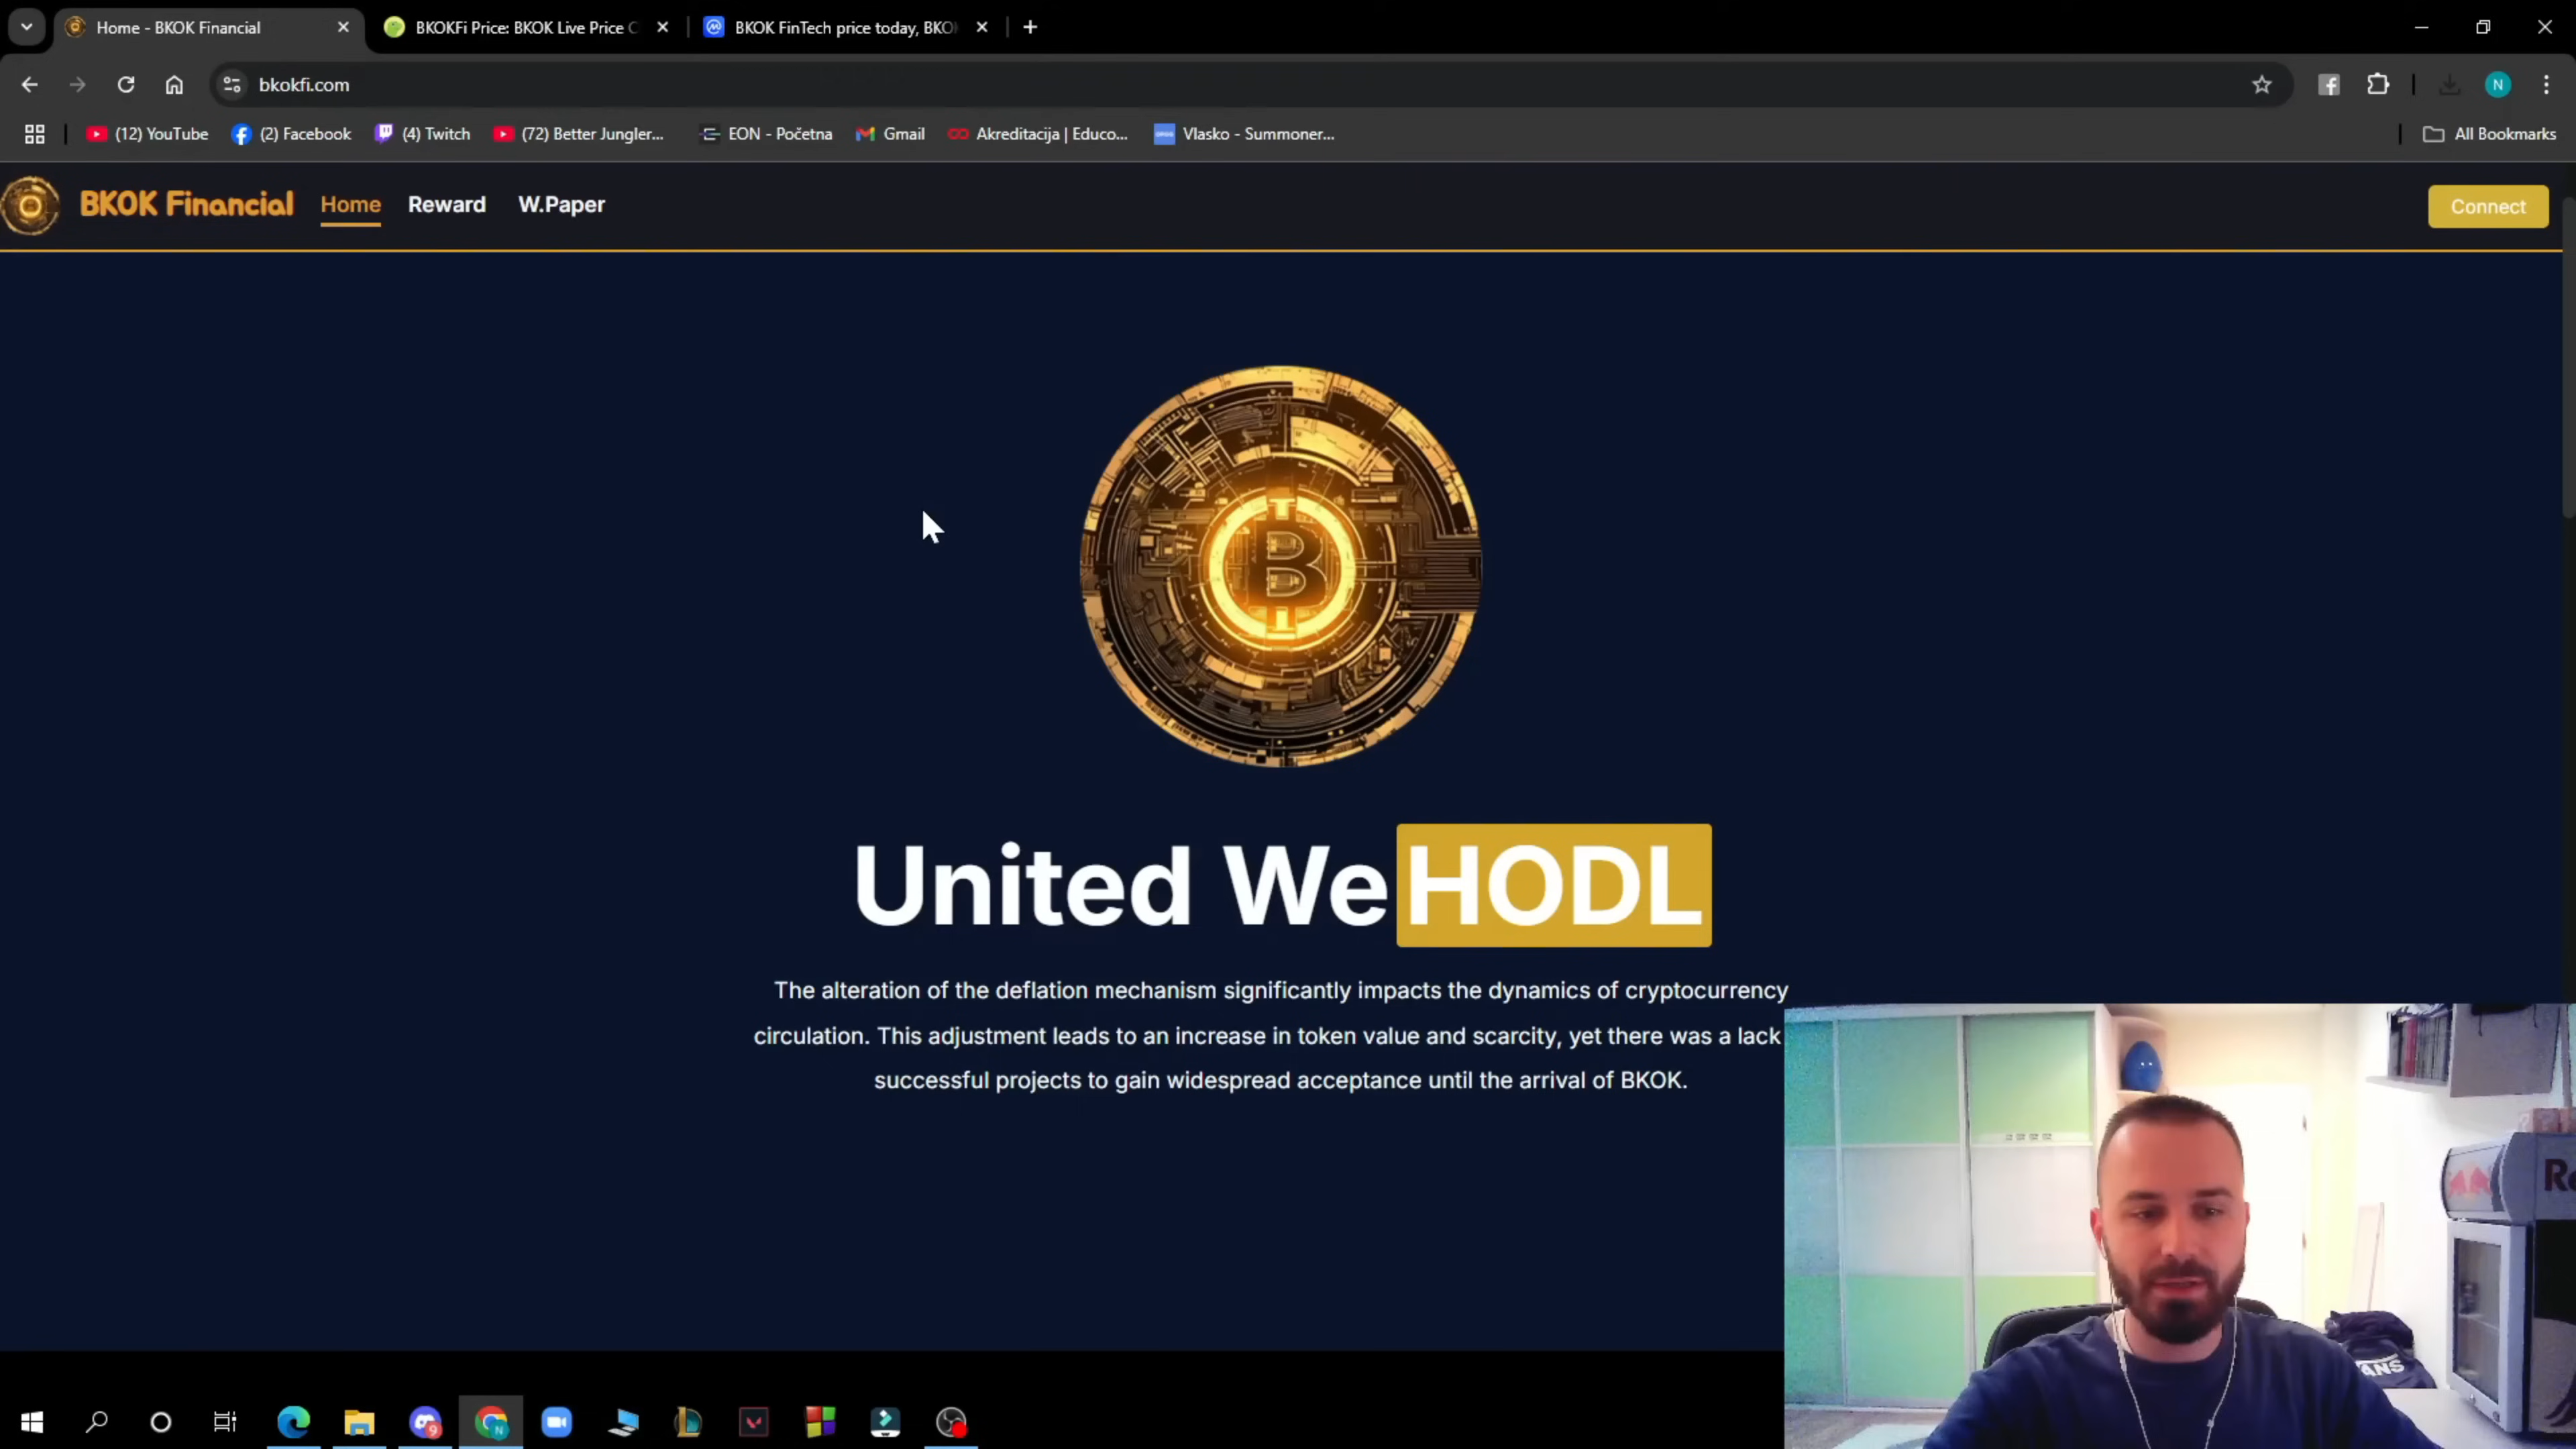 Home - BKOK Financial
BKOKFi Price: BKOK Live Price C
BKOK FinTech price today, BKO
bkokfi.com
N
(12) YouTube
(2) Facebook
(4) Twitch
(72) Better Jungler...
EON - Početna
Gmail
Akreditacija | Educo...
Vlasko - Summoner...
All Bookmarks
BKOK Financial
Home
Reward
W.Paper
Connect
B
United We HODL
The alteration of the deflation mechanism significantly impacts the dynamics of cryptocurrency
circulation. This adjustment leads to an increase in token value and scarcity, yet there was a lack
successful projects to gain widespread acceptance until the arrival of BKOK.